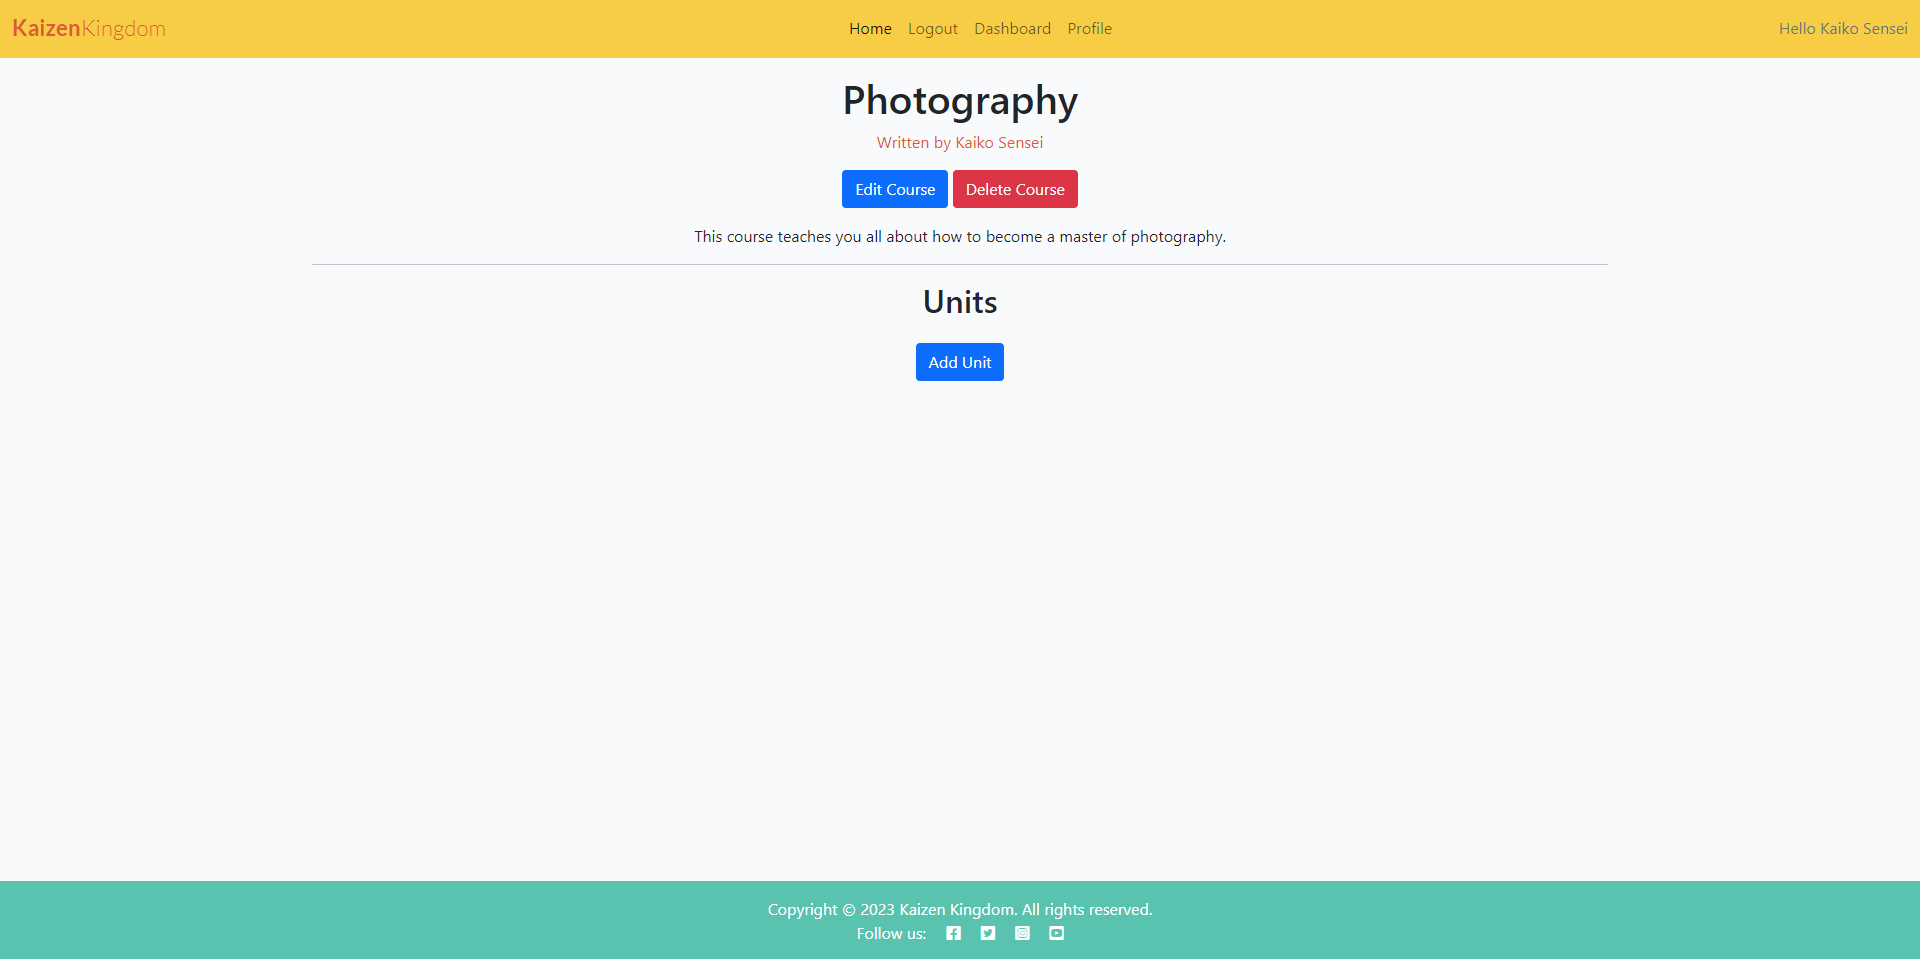 KaizenKingdom
Home Logout Dashboard Profile
Hello Kaiko Sensei
Photography
Written by Kaiko Sensei
Edit Course Delete Course
This course teaches you all about how to become a master of photography.
Units
Add Unit
Copyright © 2023 Kaizen Kingdom. All rights reserved.
Follow us: